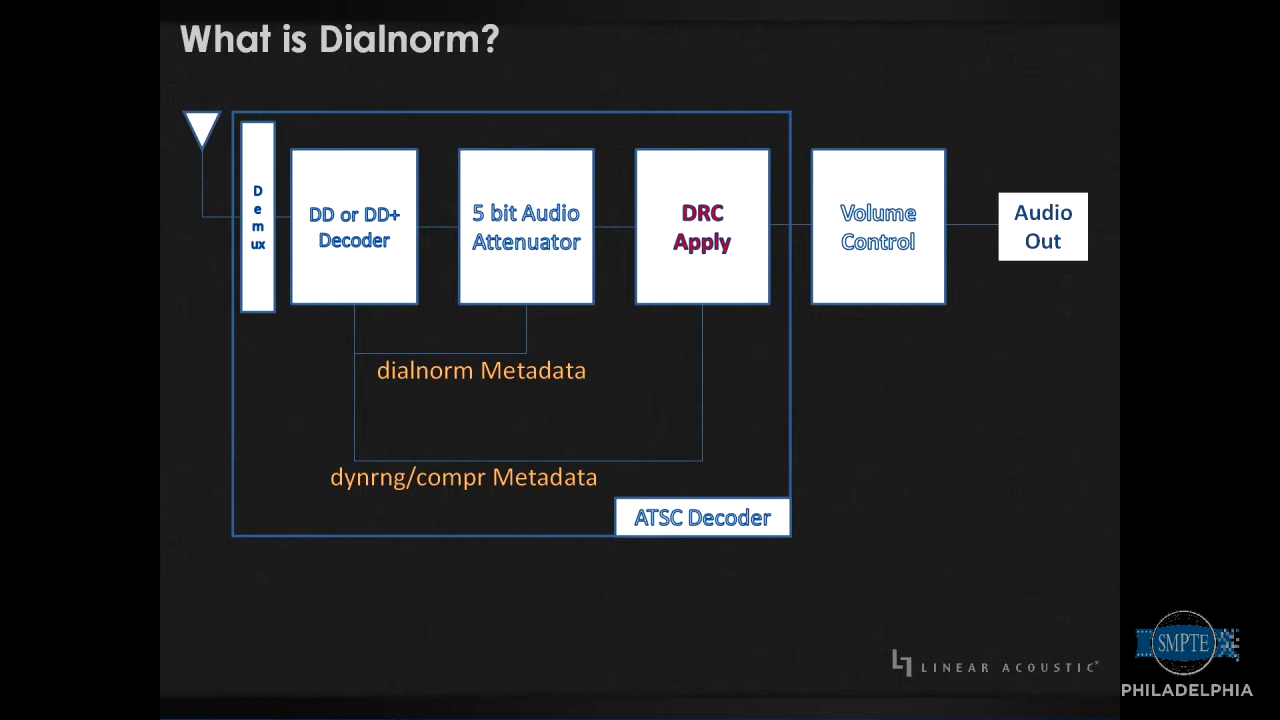 What is Dialnorm?
D
e
m
ux
DD or DD+
Decoder
5 bit Audio
Attenuator
DRC
Apply
Volume
Control
Audio
Out
dialnorm Metadata
dynrng/compr Metadata
ATSC Decoder
LINEAR ACOUSTIC
SMPTE
PHILADELPHIA